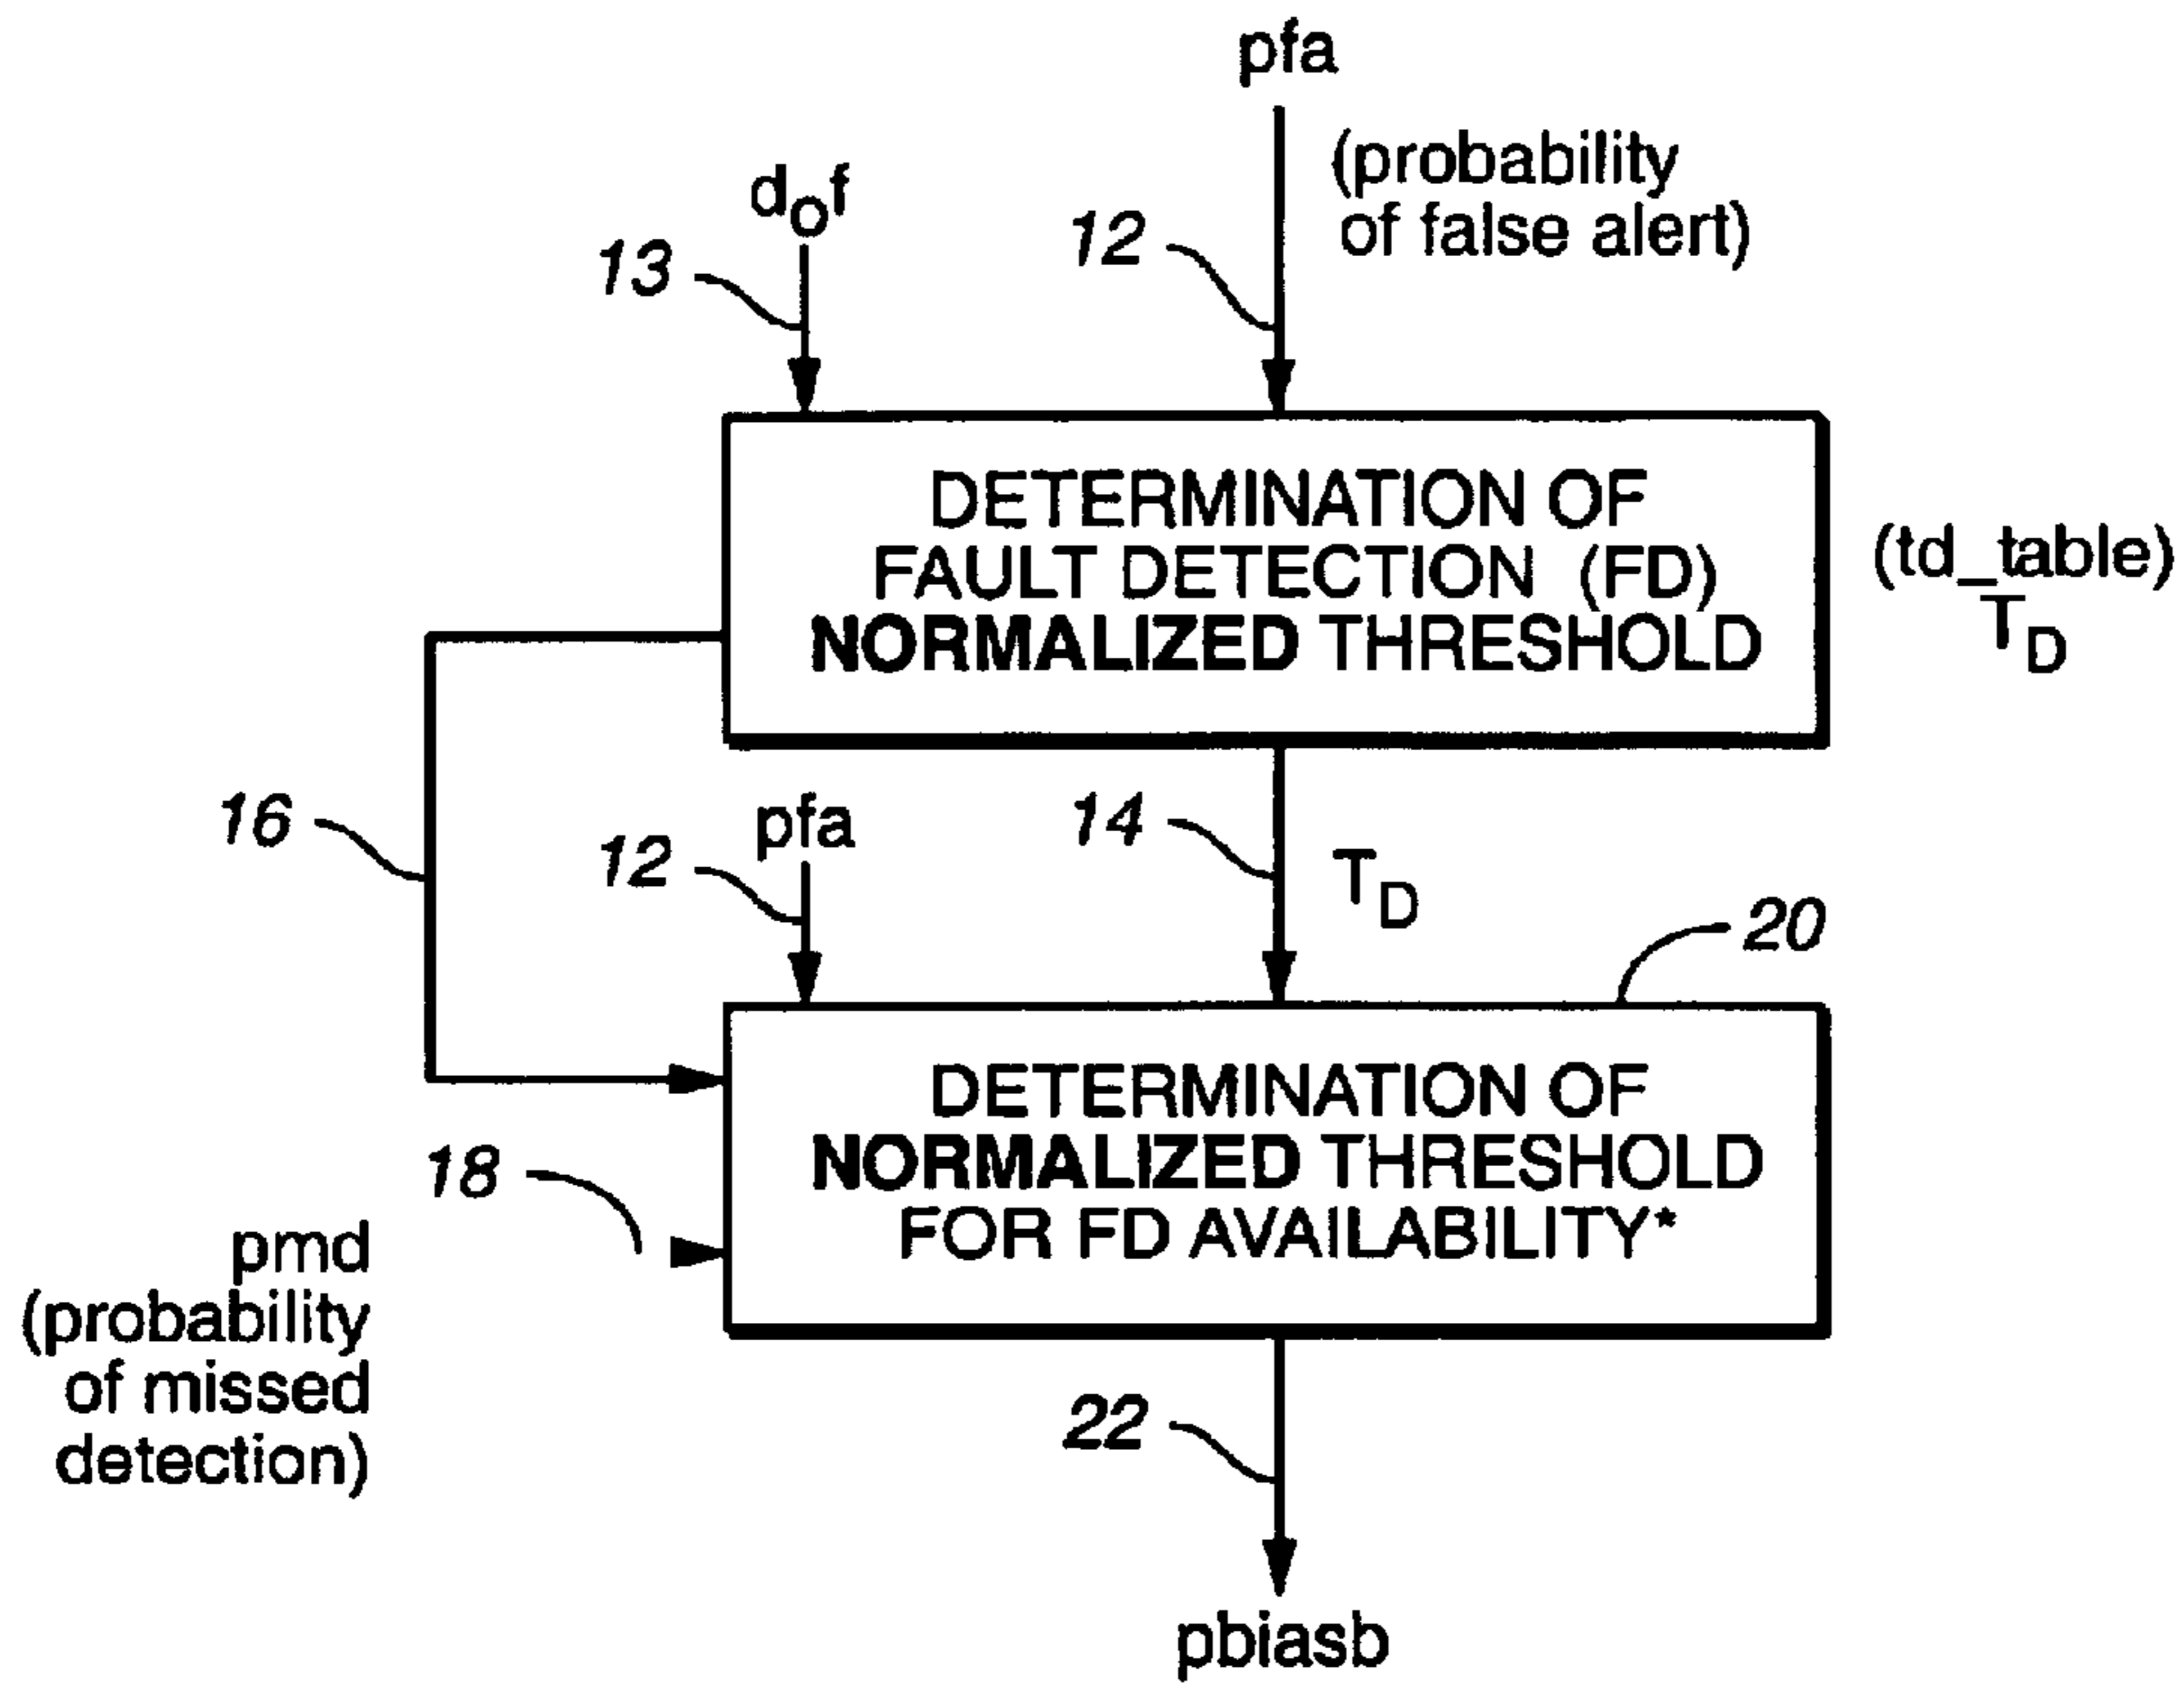 pfa
(probability
of false alert)
dof
13
12
DETERMINATION OF
FAULT DETECTION (FD)
NORMALIZED THRESHOLD
(td_table)
TD
16
12
pfa
14
TD
20
DETERMINATION OF
NORMALIZED THRESHOLD
FOR FD AVAILABILITY*
18
pmd
(probability
of missed
detection)
22
pbiasb